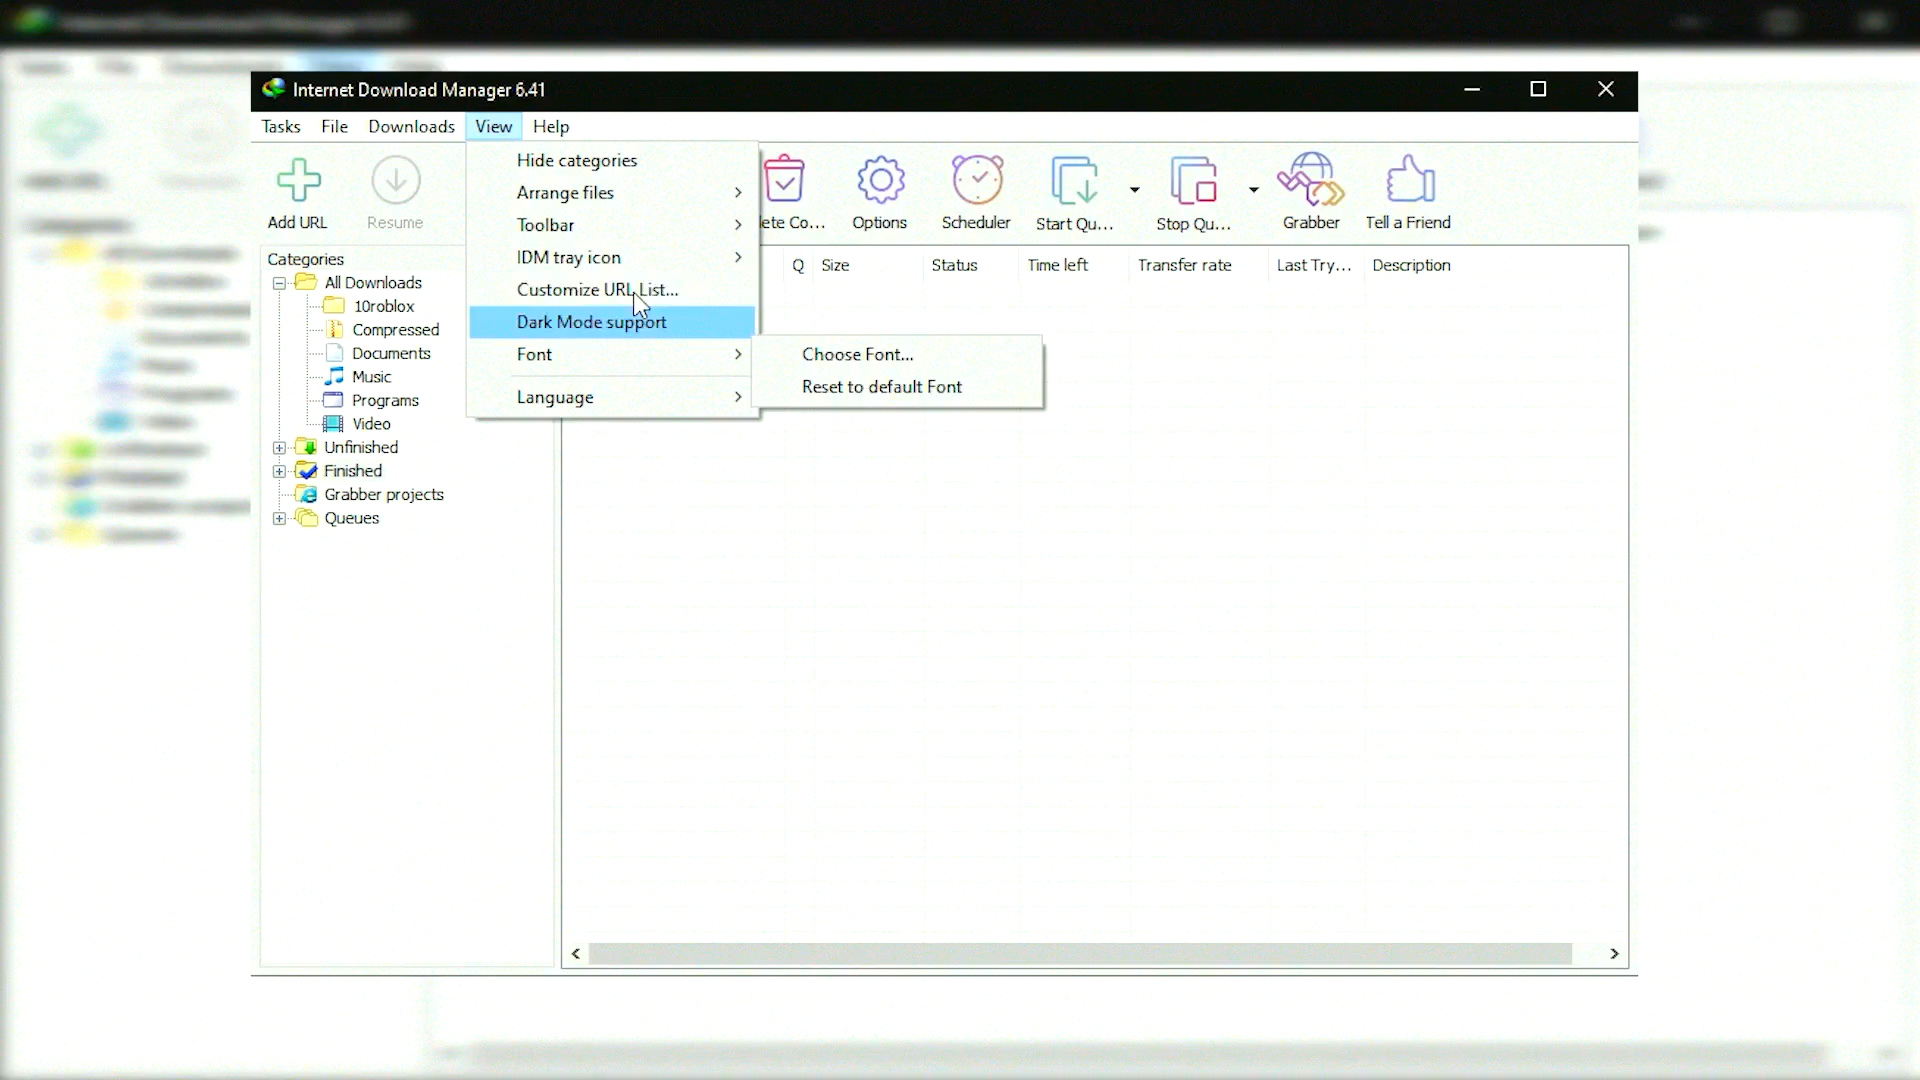 Internet Download Manager 6.41
Tasks File Downloads View Help
Hide categories
Arrange files
Toolbar
IDM tray icon
Customize URL List...
Dark Mode support
Font
Language
Choose Font...
Reset to default Font
Add URL
Resume
lete Co...
Options
Scheduler
Start Qu...
Stop Qu...
Grabber
Tell a Friend
Categories
All Downloads
10roblox
Compressed
Documents
Music
Programs
Video
Unfinished
Finished
Grabber projects
Queues
Q Size Status Time left Transfer rate Last Try... Description